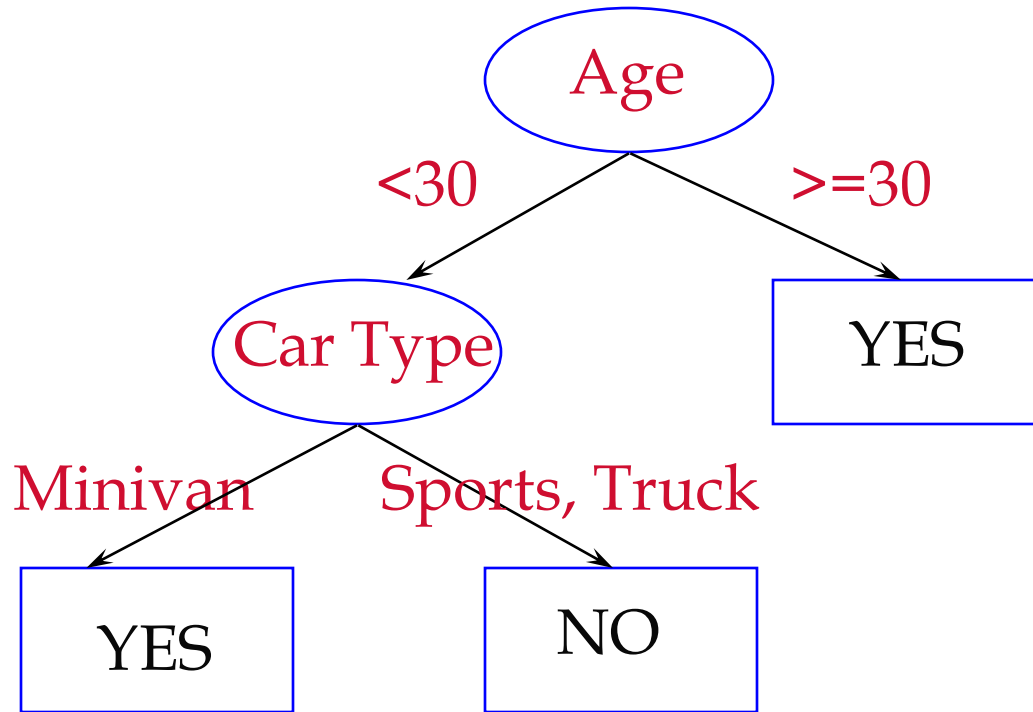 Age
<30
>=30
Car Type
YES
Minivan
Sports, Truck
YES
NO